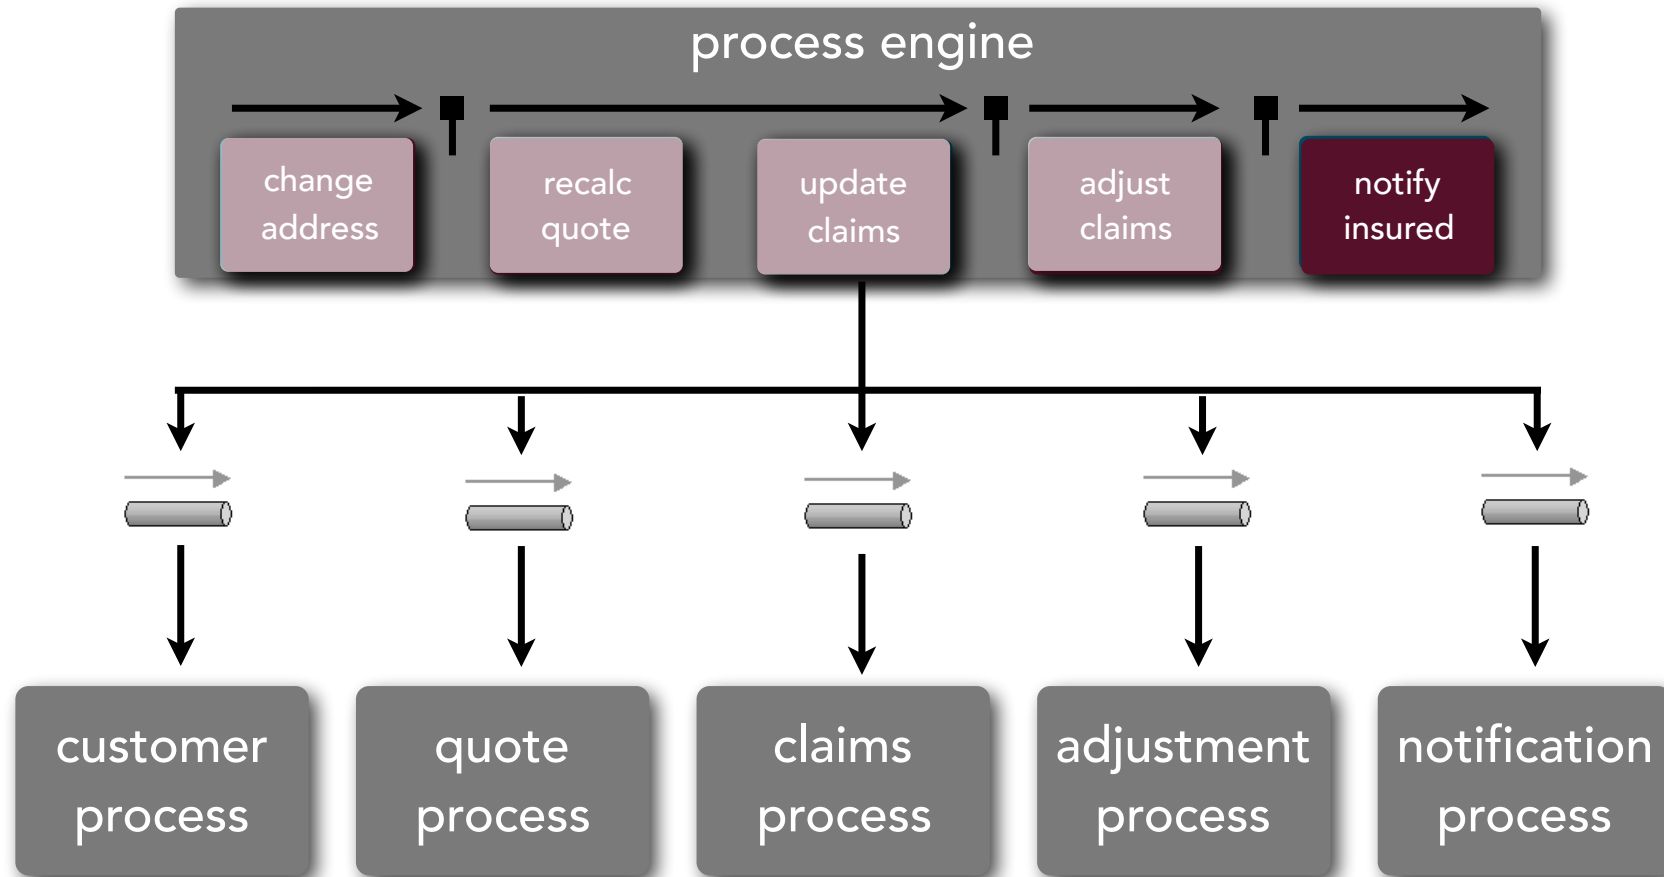 process engine
change
address
recalc
quote
update
claims
adjust
claims
notify
insured
customer
process
quote
process
claims
process
adjustment
process
notification
process